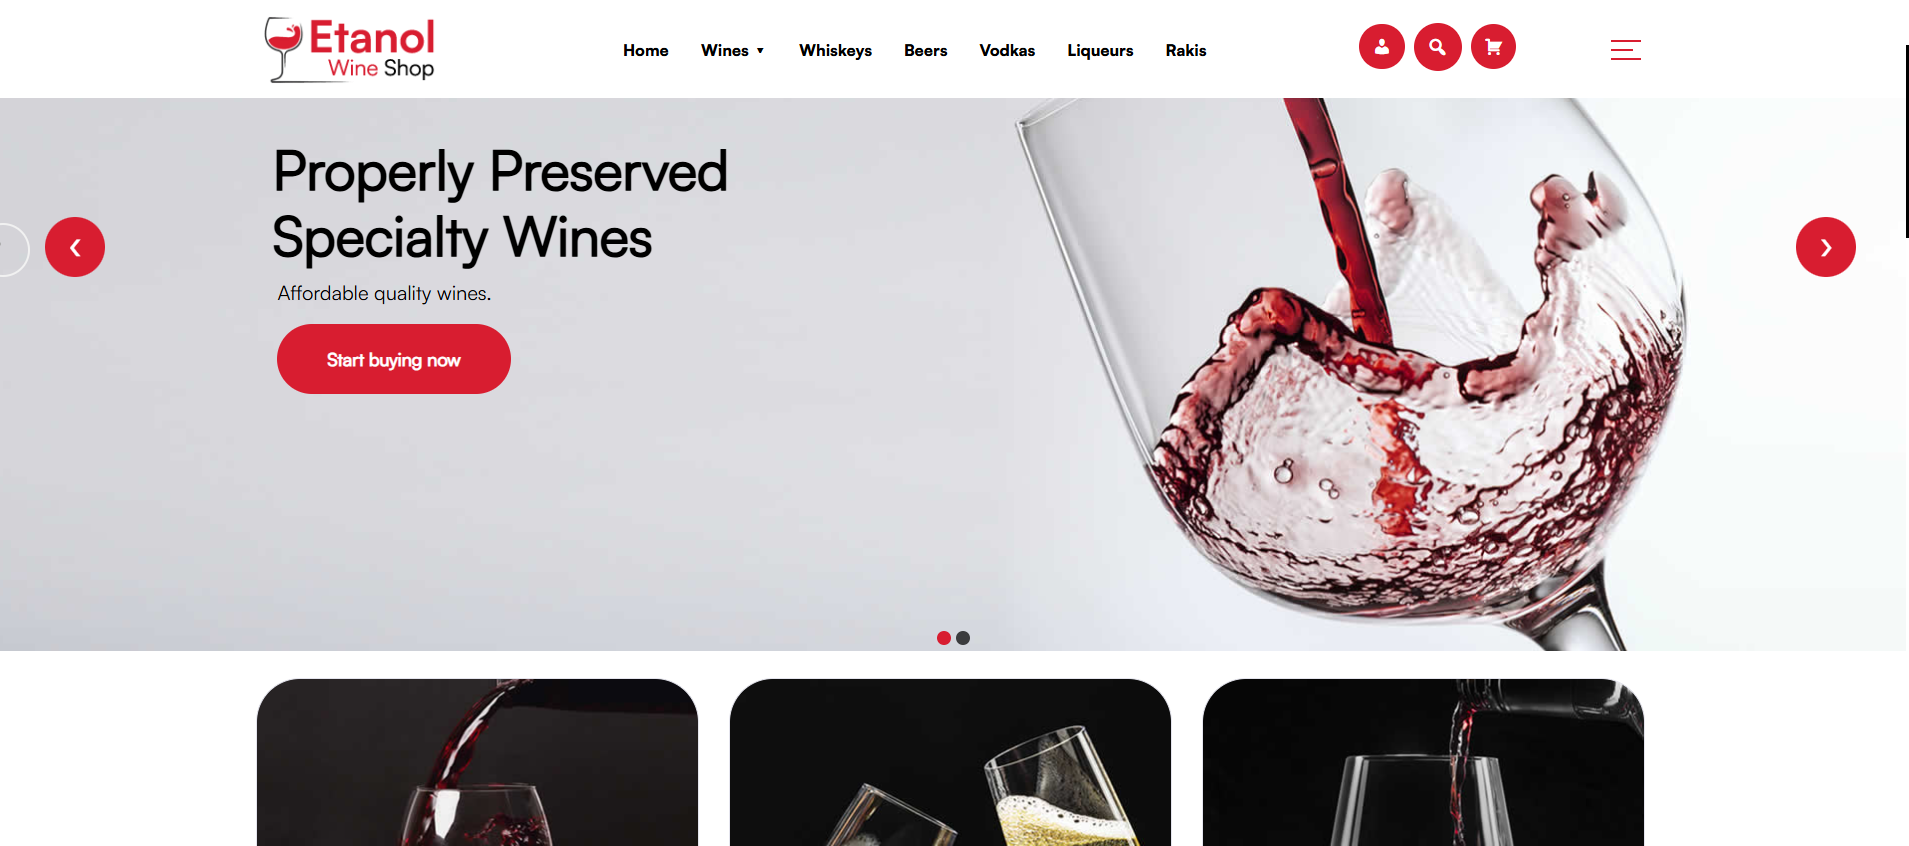 Etanol
Wine Shop
Home
Wines
Whiskeys
Beers
Vodkas
Liqueurs
Rakis
Properly Preserved
Specialty Wines
Affordable quality wines.
Start buying now